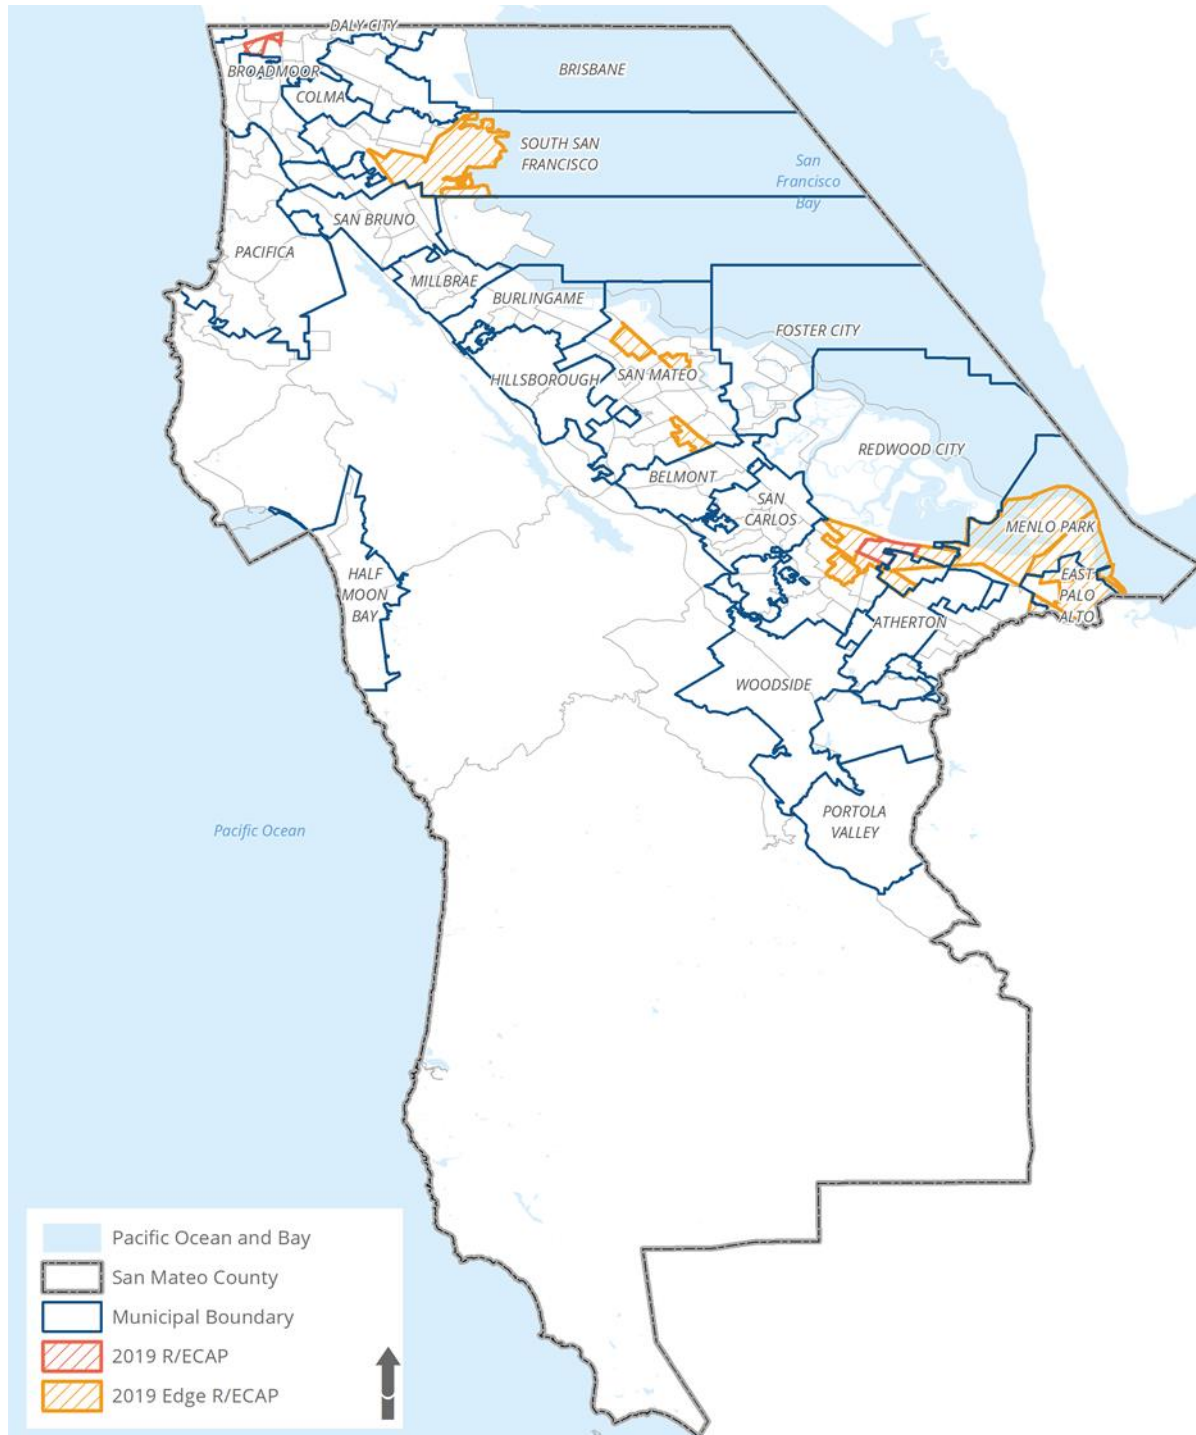 DALY CITY
BROADMOOR
BRISBANE
COLMA
SOUTH SAN
FRANCISCO
San
Francisco
Bay
SAN BRUNO
PACIFICA
MILLBRAE
BURLINGAME
FOSTER CITY
HILLSBOROUGH
SAN MATEO
REDWOOD CITY
BELMONT
SAN
CARLOS
MENLO PARK
HALF
MOON
BAY
EAST
PALO
ALTO
ATHERTON
WOODSIDE
PORTOLA
VALLEY
Pacific Ocean
Pacific Ocean and Bay
San Mateo County
Municipal Boundary
2019 R/ECAP
2019 Edge R/ECAP